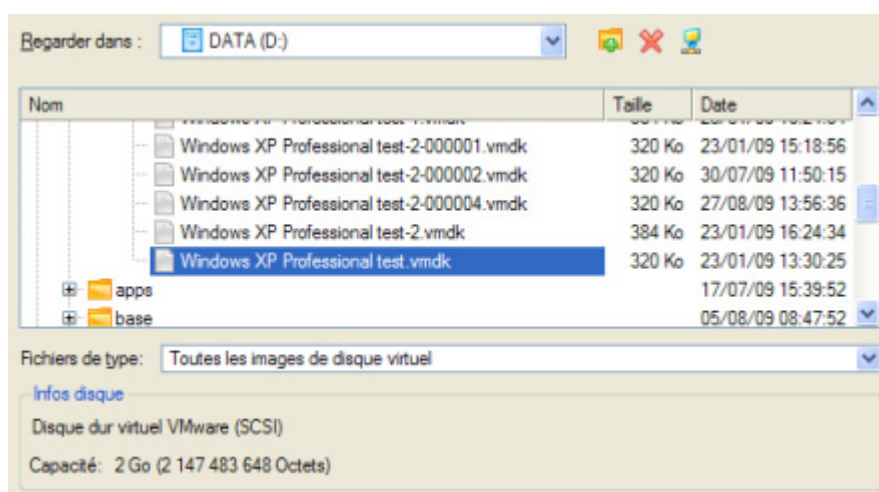 Regarder dans : DATA (D:)
Nom Taille Date
Windows XP Professional test-2-000001.vmdk 320 Ko 23/01/09 15:18:56
Windows XP Professional test-2-000002.vmdk 320 Ko 30/07/09 11:50:15
Windows XP Professional test-2-000004.vmdk 320 Ko 27/08/09 13:56:36
Windows XP Professional test-2.vmdk 384 Ko 23/01/09 16:24:34
Windows XP Professional test.vmdk 320 Ko 23/01/09 13:30:25
apps 17/07/09 15:39:52
base 05/08/09 08:47:52
Fichiers de type: Toutes les images de disque virtuel
Infos disque
Disque dur virtuel VMware (SCSI)
Capacité: 2 Go (2 147 483 648 Octets)